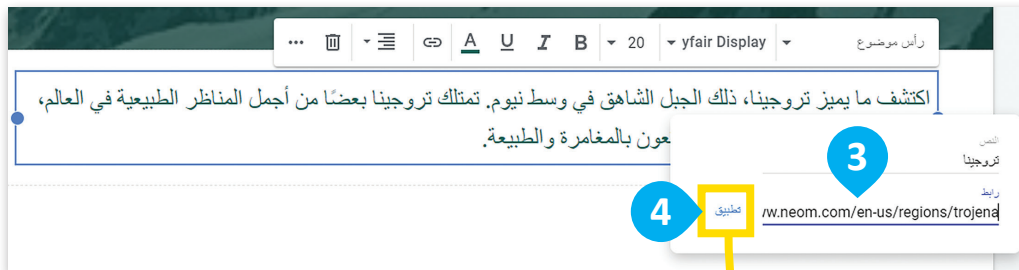 رأس موضوع
yfair Display
20
B
I
U
A
اكتشف ما يميز تروجينا، ذلك الجبل الشاهق في وسط نيوم. تمتلك تروجينا بعضًا من أجمل المناظر الطبيعية في العالم،
بالمغامرة والطبيعة.
النص
تروجينا
3
رابط
w.neom.com/en-us/regions/trojena
تطبيق
4